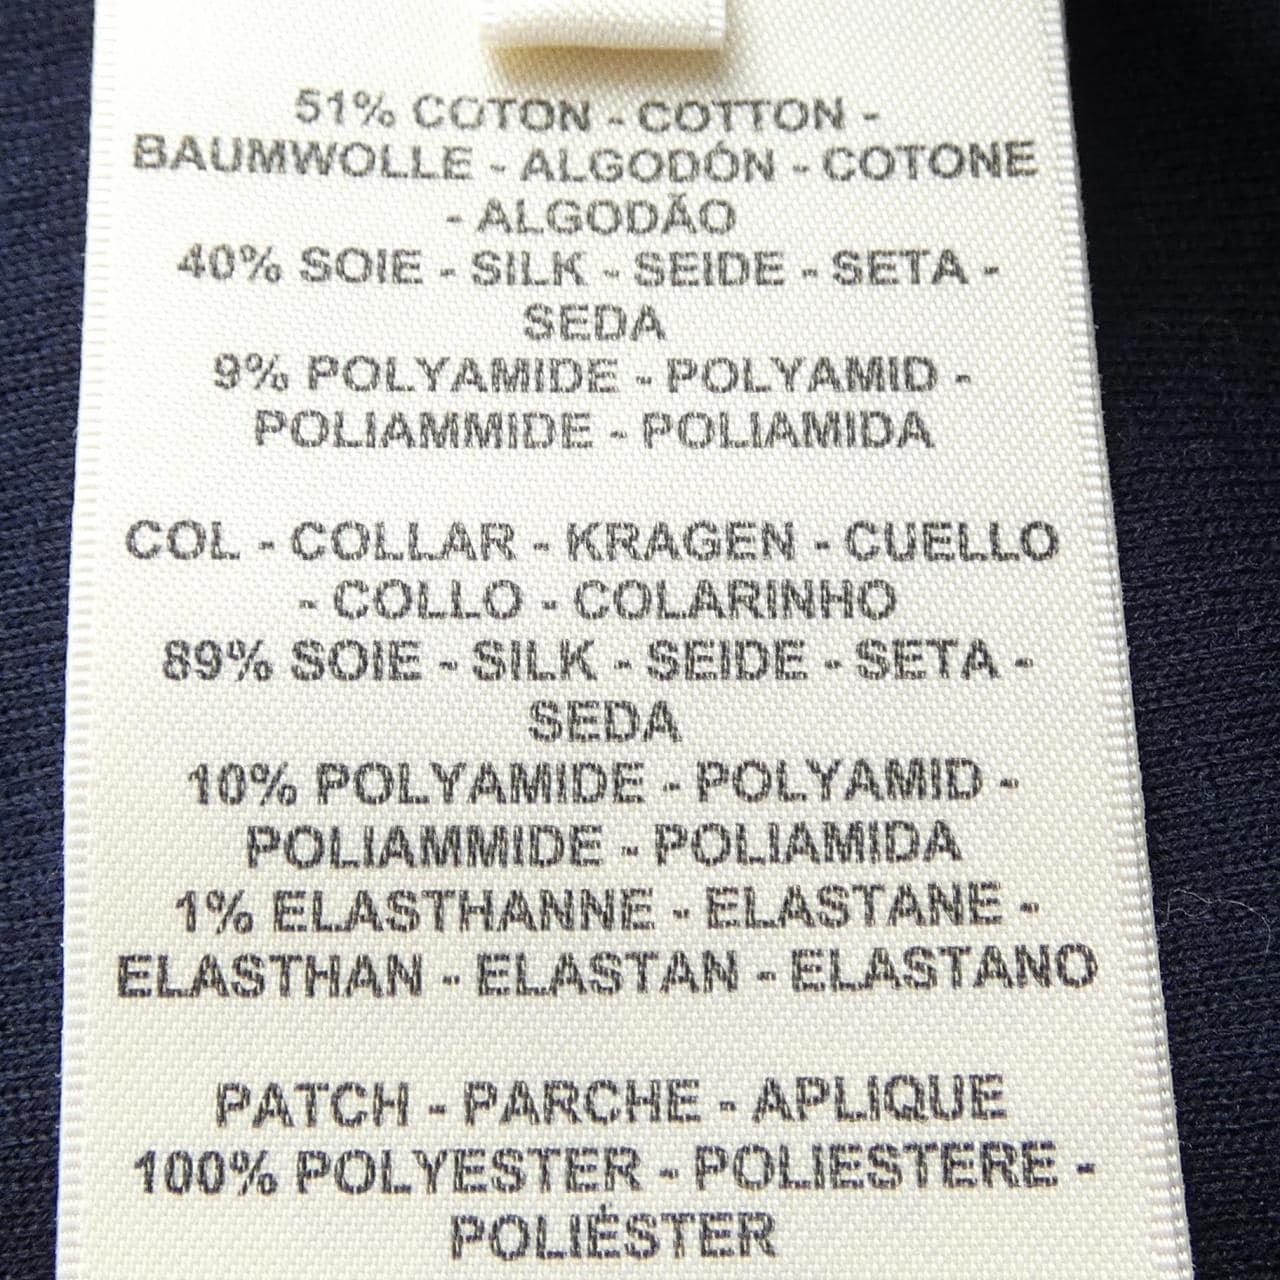 51% COTON - COTTON -
BAUMWOLLE - ALGODÓN - COTONE
- ALGODÃO
40% SOIE - SILK - SEIDE - SETA -
SEDA
9% POLYAMIDE - POLYAMID -
POLIAMMIDE - POLIAMIDA
COL - COLLAR - KRAGEN - CUELLO
- COLLO - COLARINHO
89% SOIE - SILK - SEIDE - SETA -
SEDA
10% POLYAMIDE - POLYAMID -
POLIAMMIDE - POLIAMIDA
1% ELASTHANNE - ELASTANE -
ELASTHAN - ELASTAN - ELASTANO
PATCH - PARCHE - APLIQUE
100% POLYESTER - POLIESTERE -
POLIÉSTER